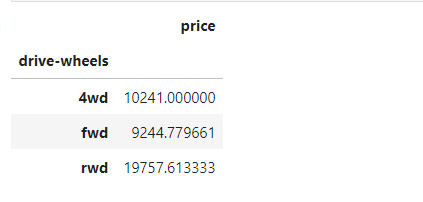 price
drive-wheels
4wd 10241.000000
fwd 9244.779661
rwd 19757.613333